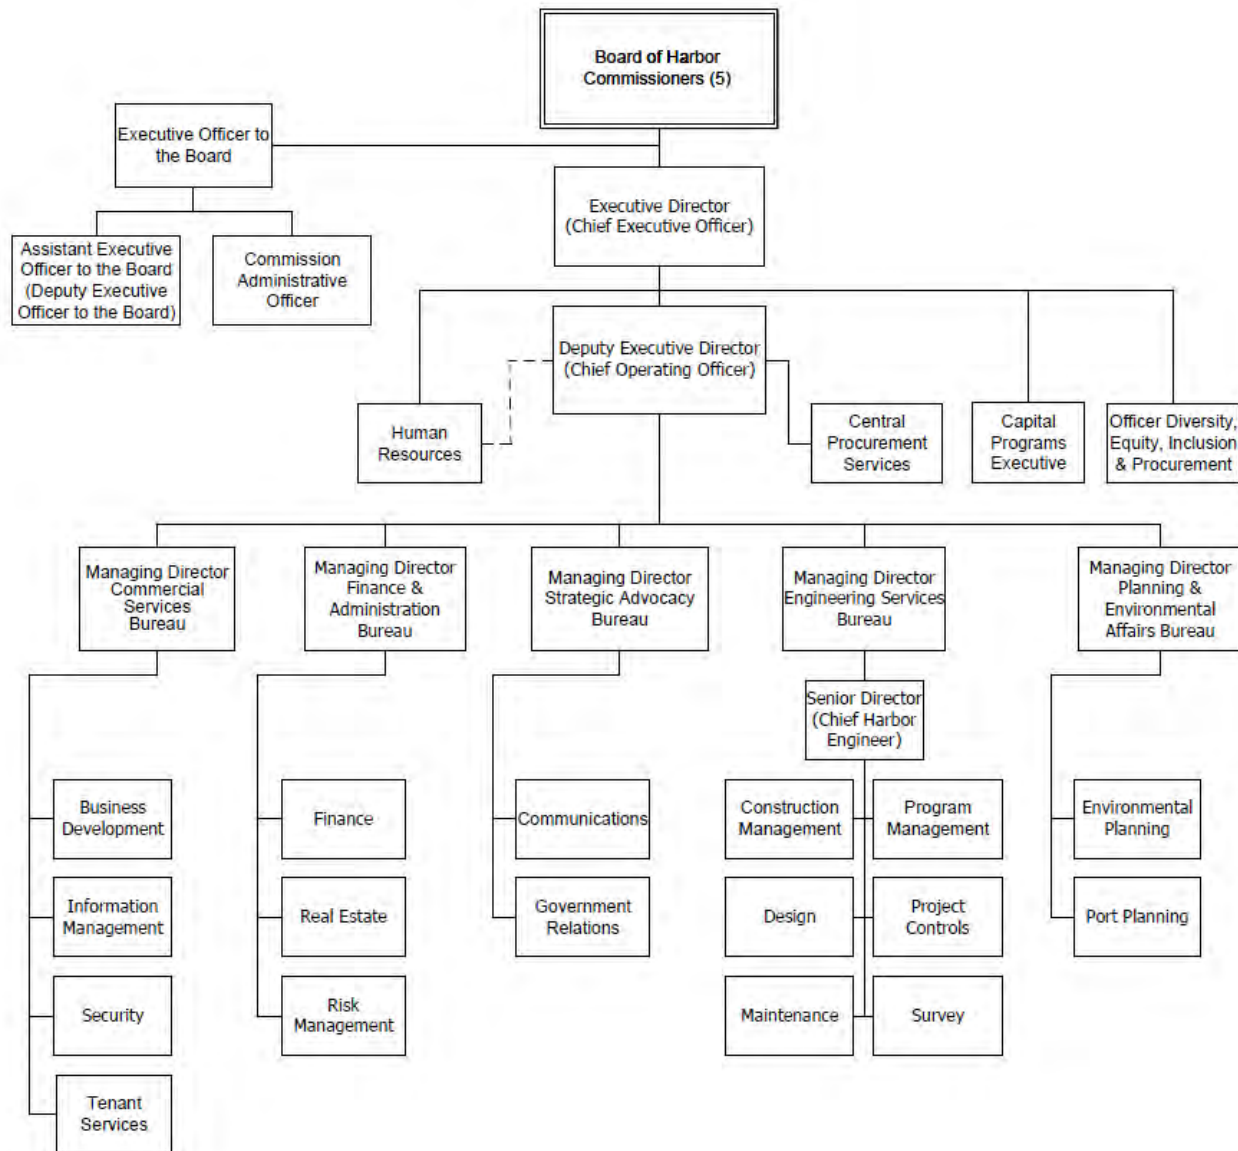 Board of Harbor
Commissioners (5)
Executive Officer to
the Board
Executive Director
(Chief Executive Officer)
Assistant Executive
Officer to the Board
(Deputy Executive
Officer to the Board)
Commission
Administrative
Officer
Deputy Executive Director
(Chief Operating Officer)
Human
Resources
Central
Procurement
Services
Capital
Programs
Executive
Officer Diversity,
Equity, Inclusion
& Procurement
Managing Director
Commercial
Services
Bureau
Managing Director
Finance &
Administration
Bureau
Managing Director
Strategic Advocacy
Bureau
Managing Director
Engineering Services
Bureau
Managing Director
Planning &
Environmental
Affairs Bureau
Senior Director
(Chief Harbor
Engineer)
Business
Development
Finance
Communications
Construction
Management
Program
Management
Environmental
Planning
Information
Management
Real Estate
Government
Relations
Design
Project
Controls
Port Planning
Security
Risk
Management
Maintenance
Survey
Tenant
Services